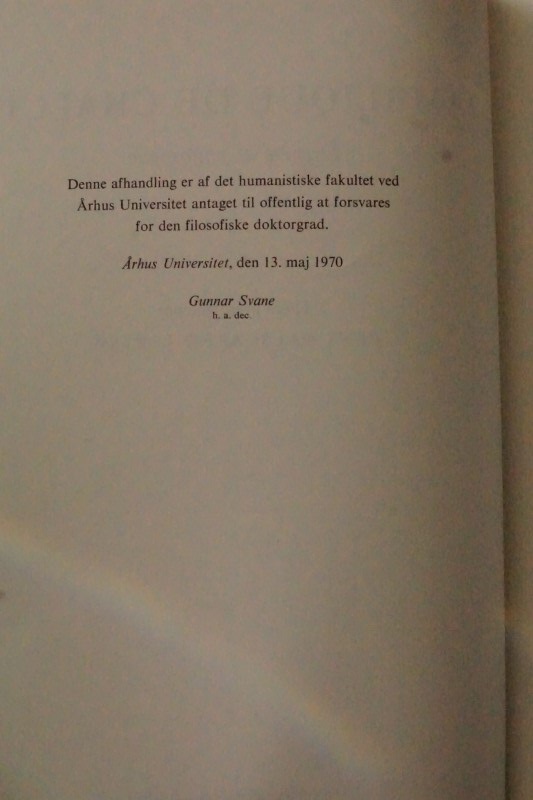 Denne afhandling er af det humanistiske fakultet ved
Århus Universitet antaget til offentlig at forsvares
for den filosofiske doktorgrad.
Århus Universitet, den 13. maj 1970
Gunnar Svane
h. a. dec.